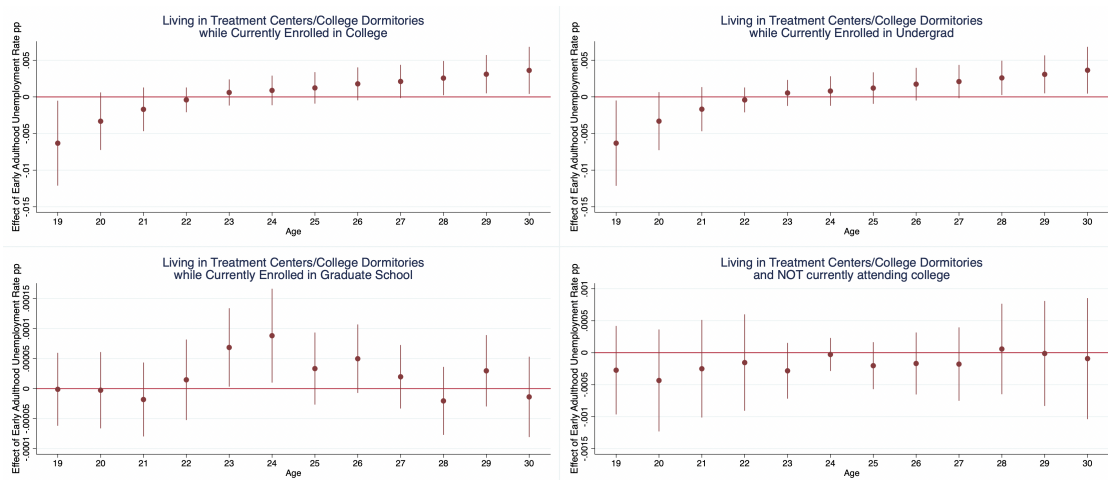 Living in Treatment Centers/College Dormitories
while Currently Enrolled in College
Effect of Early Adulthood Unemployment Rate pp
.005
0
-.005
-.01
-.015
19 20 21 22 23 24 25 26 27 28 29 30
Age
Living in Treatment Centers/College Dormitories
while Currently Enrolled in Undergrad
Effect of Early Adulthood Unemployment Rate pp
.005
0
-.005
-.01
-.015
19 20 21 22 23 24 25 26 27 28 29 30
Age
Living in Treatment Centers/College Dormitories
while Currently Enrolled in Graduate School
Effect of Early Adulthood Unemployment Rate pp
.00015
.0001
.00005
0
-.00005
-.0001
19 20 21 22 23 24 25 26 27 28 29 30
Age
Living in Treatment Centers/College Dormitories
and NOT currently attending college
Effect of Early Adulthood Unemployment Rate pp
.001
.0005
0
-.0005
-.001
-.0015
19 20 21 22 23 24 25 26 27 28 29 30
Age